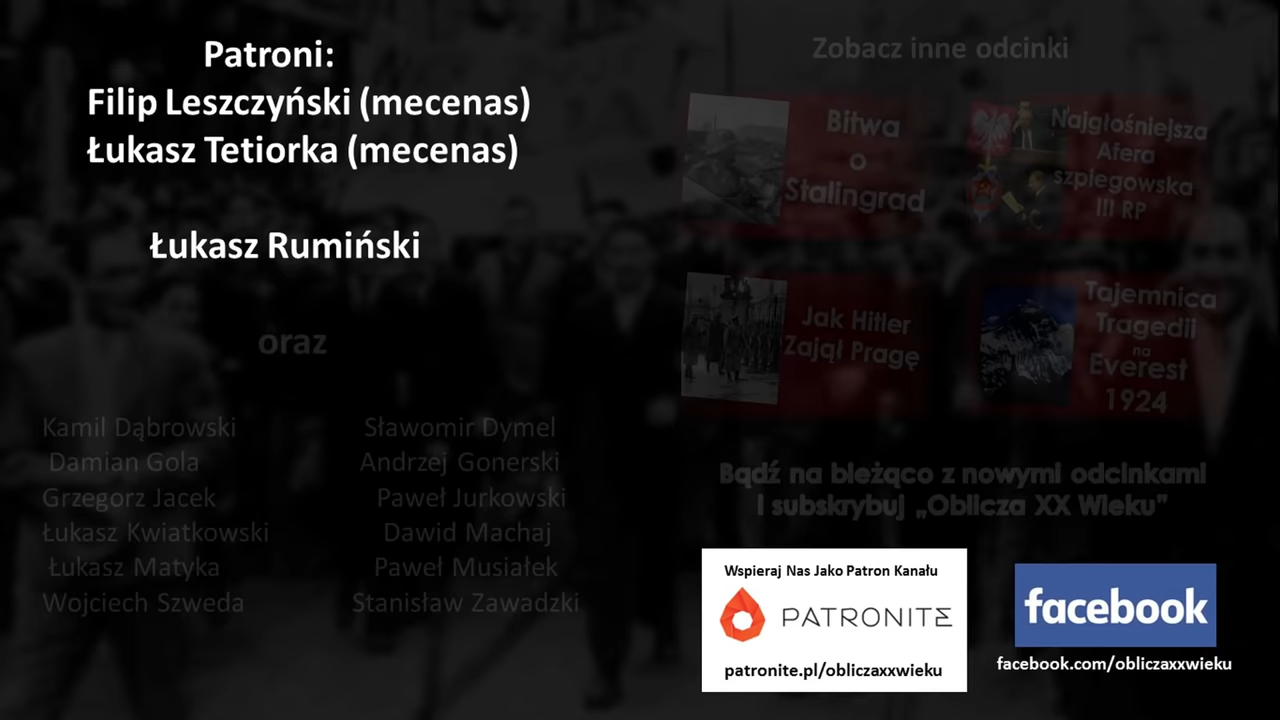 Patroni:
Filip Leszczyński (mecenas)
Łukasz Tetiorka (mecenas)
Łukasz Rumiński
oraz
Kamil Dąbrowski
Damian Gola
Grzegorz Jacek
Łukasz Kwiatkowski
Łukasz Matyka
Wojciech Szweda
Sławomir Dymel
Andrzej Gonerski
Paweł Jurkowski
Dawid Machaj
Paweł Musiałek
Stanisław Zawadzki
Zobacz inne odcinki
Bitwa
o
Stalingrad
Najgłośniejsza
Afera
szpiegowska
III RP
Jak Hitler
Zajął Pragę
Tajemnica
Tragedii
na
Everest
1924
Bądź na bieżąco z nowymi odcinkami
i subskrybuj „Oblicza XX Wieku”
Wspieraj Nas Jako Patron Kanału
PATRONITE
patronite.pl/obliczaxxwieku
facebook
facebook.com/obliczaxxwieku